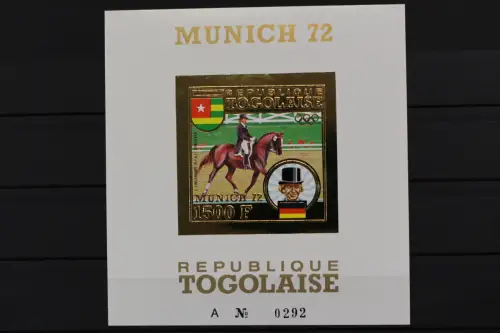 MUNICH 72
REPUBLIQUE
TOGOLAISE
MUNICH 72
1500 F
REPUBLIQUE
TOGOLAISE
A № 0292